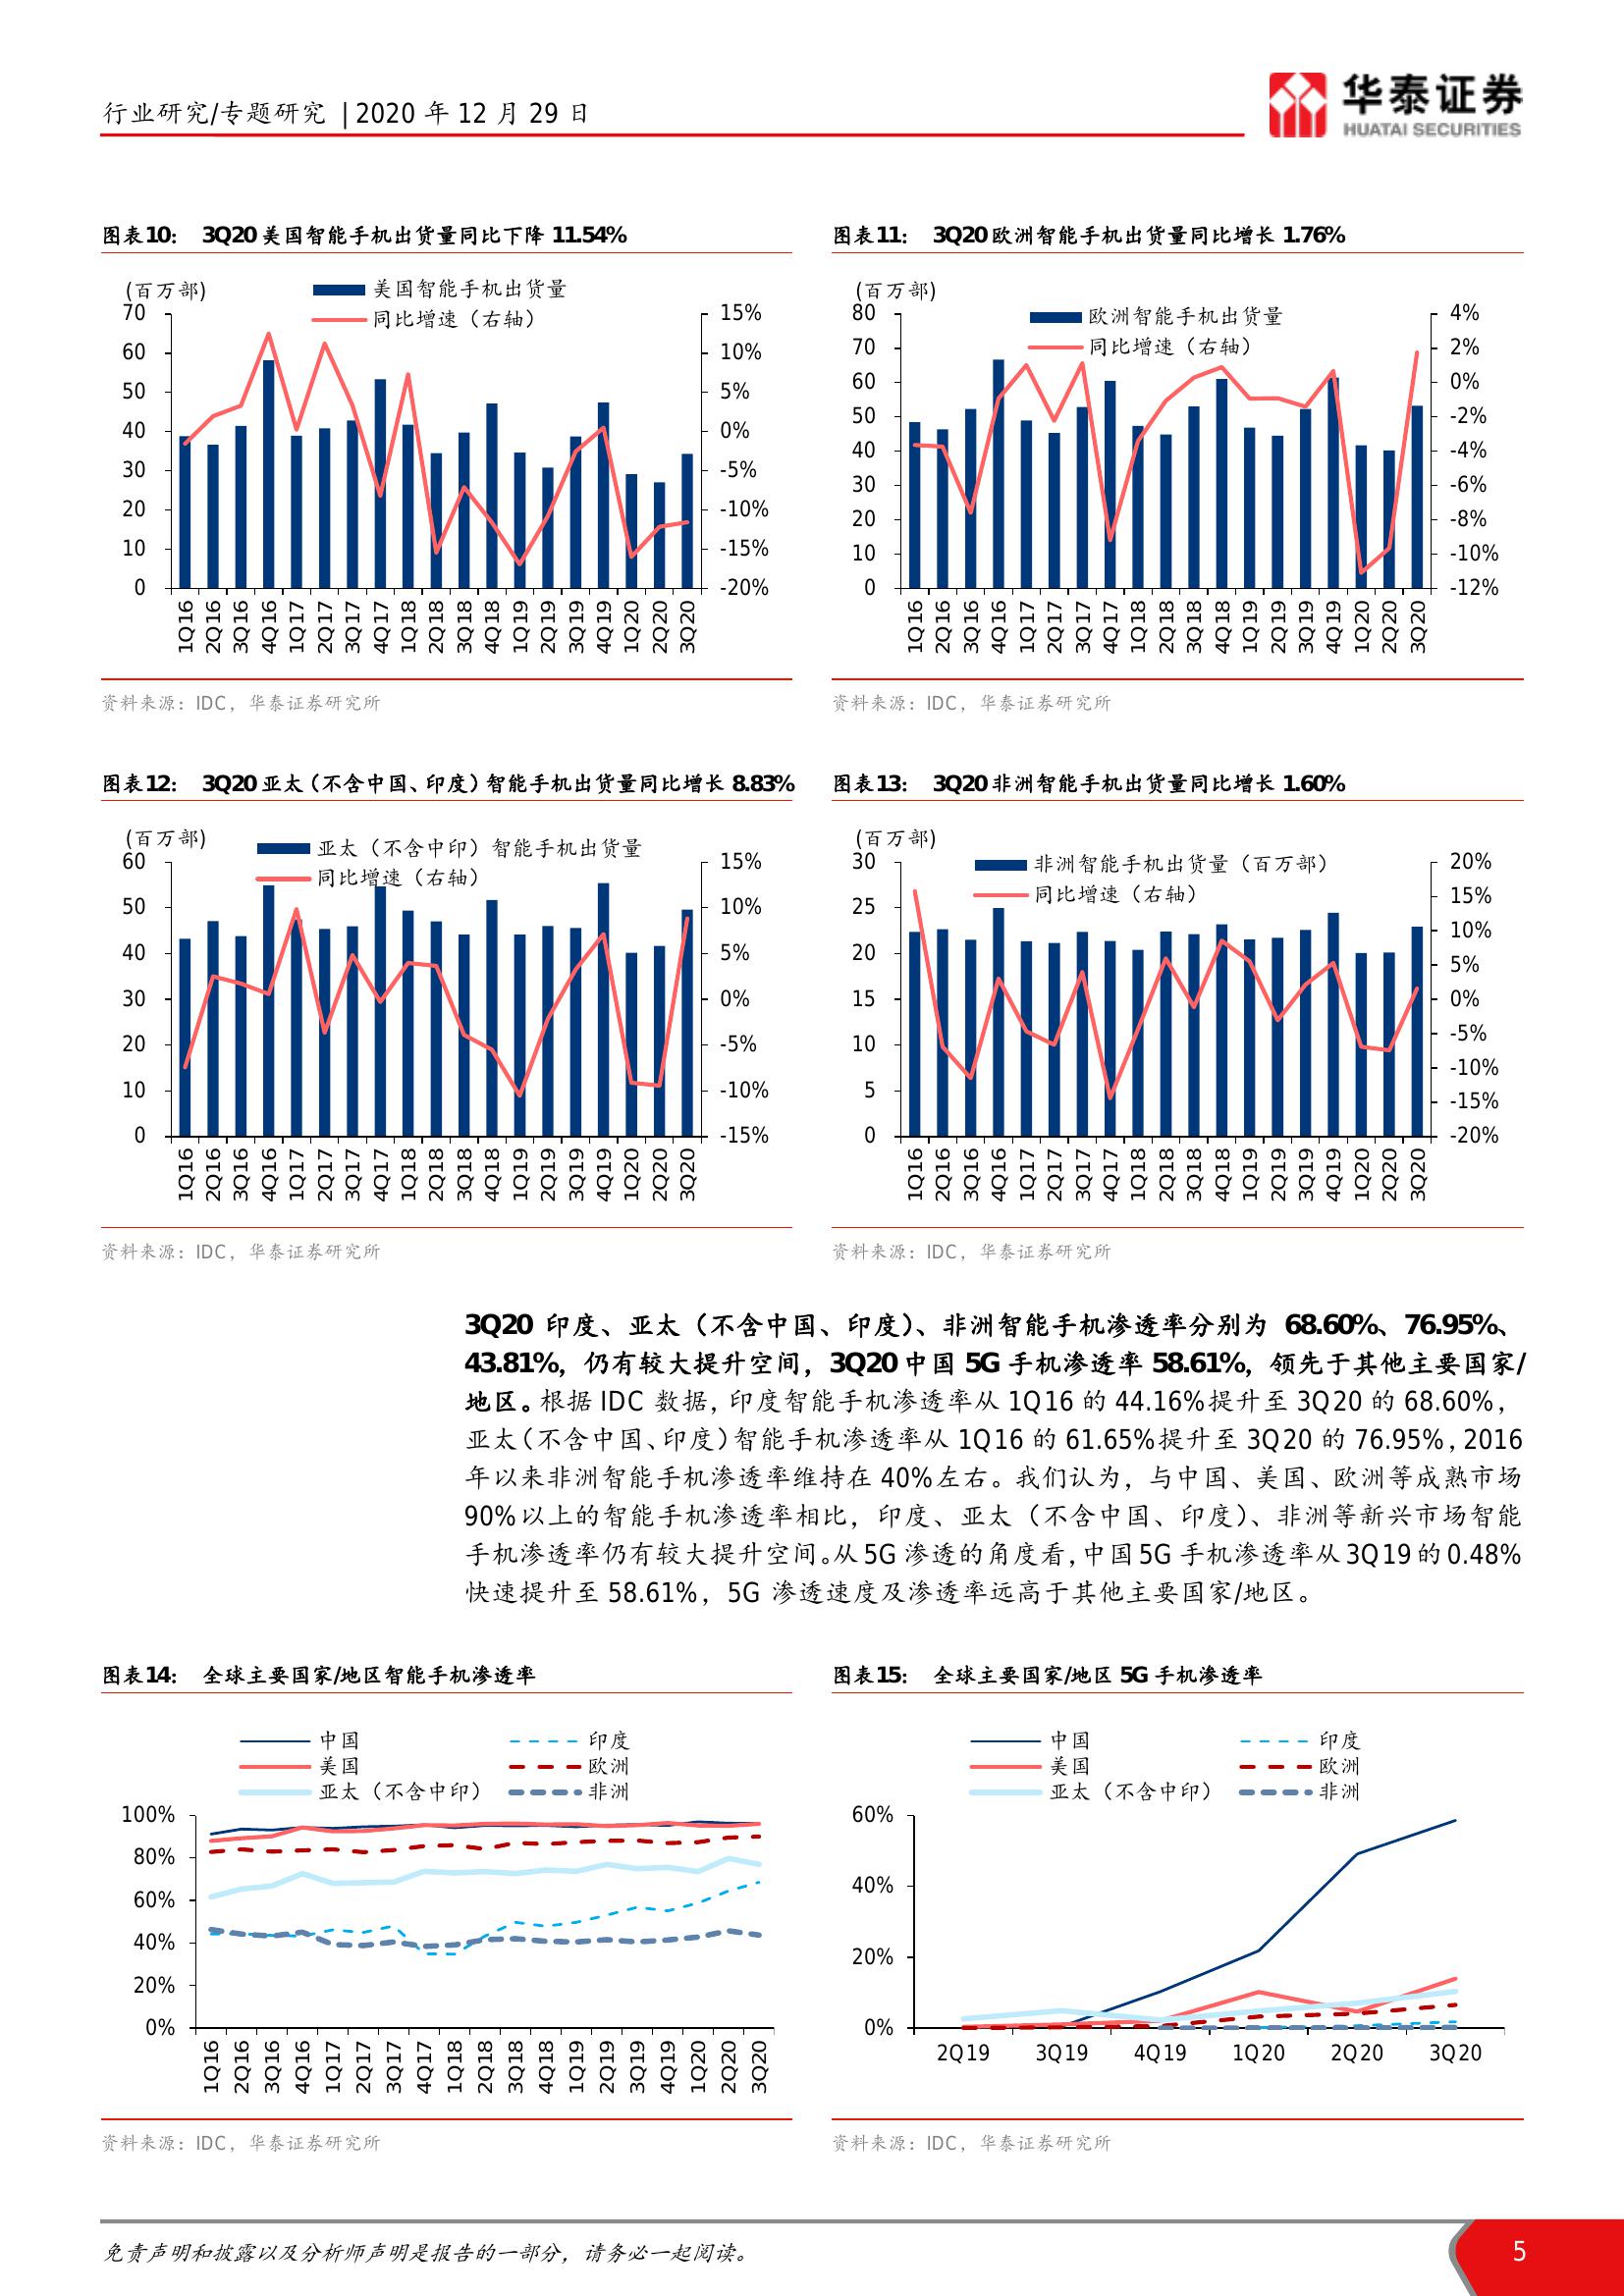 行业研究/专题研究 | 2020 年 12 月 29 日
华泰证券
HUATAI SECURITIES
图表10： 3Q20 美国智能手机出货量同比下降 11.54%
(百万部)
美国智能手机出货量
同比增速（右轴）
70
60
50
40
30
20
10
0
15%
10%
5%
0%
-5%
-10%
-15%
-20%
1Q16
2Q16
3Q16
4Q16
1Q17
2Q17
3Q17
4Q17
1Q18
2Q18
3Q18
4Q18
1Q19
2Q19
3Q19
4Q19
1Q20
2Q20
3Q20
资料来源：IDC，华泰证券研究所
图表11： 3Q20 欧洲智能手机出货量同比增长 1.76%
(百万部)
欧洲智能手机出货量
同比增速（右轴）
80
70
60
50
40
30
20
10
0
4%
2%
0%
-2%
-4%
-6%
-8%
-10%
-12%
1Q16
2Q16
3Q16
4Q16
1Q17
2Q17
3Q17
4Q17
1Q18
2Q18
3Q18
4Q18
1Q19
2Q19
3Q19
4Q19
1Q20
2Q20
3Q20
资料来源：IDC，华泰证券研究所
图表12： 3Q20 亚太（不含中国、印度）智能手机出货量同比增长 8.83%
(百万部)
亚太（不含中印）智能手机出货量
同比增速（右轴）
60
50
40
30
20
10
0
15%
10%
5%
0%
-5%
-10%
-15%
1Q16
2Q16
3Q16
4Q16
1Q17
2Q17
3Q17
4Q17
1Q18
2Q18
3Q18
4Q18
1Q19
2Q19
3Q19
4Q19
1Q20
2Q20
3Q20
资料来源：IDC，华泰证券研究所
图表13： 3Q20 非洲智能手机出货量同比增长 1.60%
(百万部)
非洲智能手机出货量（百万部）
同比增速（右轴）
30
25
20
15
10
5
0
20%
15%
10%
5%
0%
-5%
-10%
-15%
-20%
1Q16
2Q16
3Q16
4Q16
1Q17
2Q17
3Q17
4Q17
1Q18
2Q18
3Q18
4Q18
1Q19
2Q19
3Q19
4Q19
1Q20
2Q20
3Q20
资料来源：IDC，华泰证券研究所
3Q20 印度、亚太（不含中国、印度）、非洲智能手机渗透率分别为 68.60%、76.95%、
43.81%，仍有较大提升空间，3Q20 中国 5G 手机渗透率 58.61%，领先于其他主要国家/
地区。根据 IDC 数据，印度智能手机渗透率从 1Q16 的 44.16%提升至 3Q20 的 68.60%，
亚太（不含中国、印度）智能手机渗透率从 1Q16 的 61.65%提升至 3Q20 的 76.95%，2016
年以来非洲智能手机渗透率维持在 40%左右。我们认为，与中国、美国、欧洲等成熟市场
90%以上的智能手机渗透率相比，印度、亚太（不含中国、印度）、非洲等新兴市场智能
手机渗透率仍有较大提升空间。从 5G 渗透的角度看，中国 5G 手机渗透率从 3Q19 的 0.48%
快速提升至 58.61%，5G 渗透速度及渗透率远高于其他主要国家/地区。
图表14： 全球主要国家/地区智能手机渗透率
中国
印度
美国
欧洲
亚太（不含中印）
非洲
100%
80%
60%
40%
20%
0%
1Q16
2Q16
3Q16
4Q16
1Q17
2Q17
3Q17
4Q17
1Q18
2Q18
3Q18
4Q18
1Q19
2Q19
3Q19
4Q19
1Q20
2Q20
3Q20
资料来源：IDC，华泰证券研究所
图表15： 全球主要国家/地区 5G 手机渗透率
中国
印度
美国
欧洲
亚太（不含中印）
非洲
60%
40%
20%
0%
2Q19
3Q19
4Q19
1Q20
2Q20
3Q20
资料来源：IDC，华泰证券研究所
免责声明和披露以及分析师声明是报告的一部分，请务必一起阅读。
5